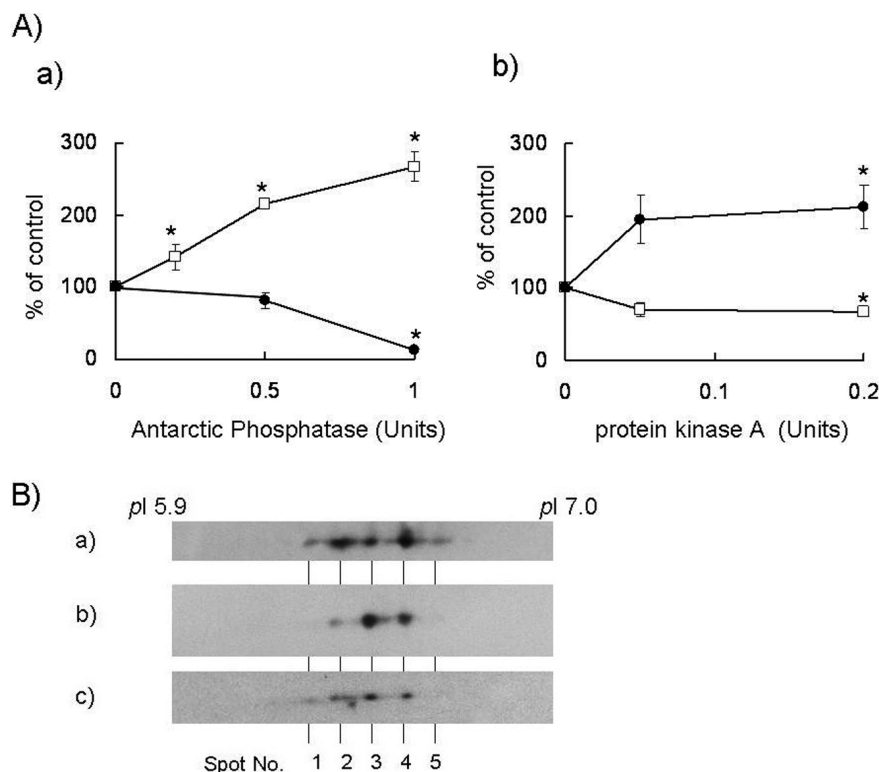 A)
a)
b)
300
200
100
0
% of control
*
*
*
*
0
0.5
1
Antarctic Phosphatase (Units)
300
200
100
0
% of control
*
*
0
0.1
0.2
protein kinase A (Units)
B)
pI 5.9
pI 7.0
a)
b)
c)
Spot No. 1 2 3 4 5